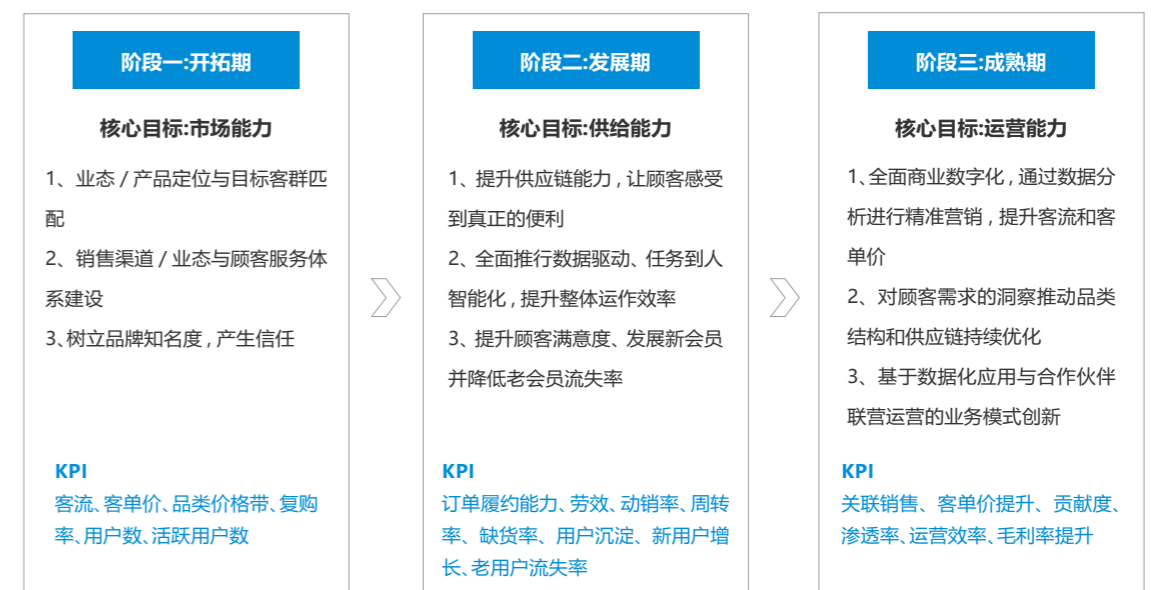 阶段一:开拓期
核心目标:市场能力
1、业态 / 产品定位与目标客群匹
配
2、销售渠道 / 业态与顾客服务体
系建设
3、树立品牌知名度 , 产生信任
KPI
客流、客单价、品类价格带、复购
率、用户数、活跃用户数
阶段二:发展期
核心目标:供给能力
1、提升供应链能力 , 让顾客感受
到真正的便利
2、全面推行数据驱动、任务到人
智能化 , 提升整体运作效率
3、提升顾客满意度、发展新会员
并降低老会员流失率
KPI
订单履约能力、劳效、动销率、周转
率、缺货率、用户沉淀、新用户增
长、老用户流失率
阶段三:成熟期
核心目标:运营能力
1、全面商业数字化 , 通过数据分
析进行精准营销 , 提升客流和客
单价
2、对顾客需求的洞察推动品类
结构和供应链持续优化
3、基于数据化应用与合作伙伴
联营运营的业务模式创新
KPI
关联销售、客单价提升、贡献度、
渗透率、运营效率、毛利率提升